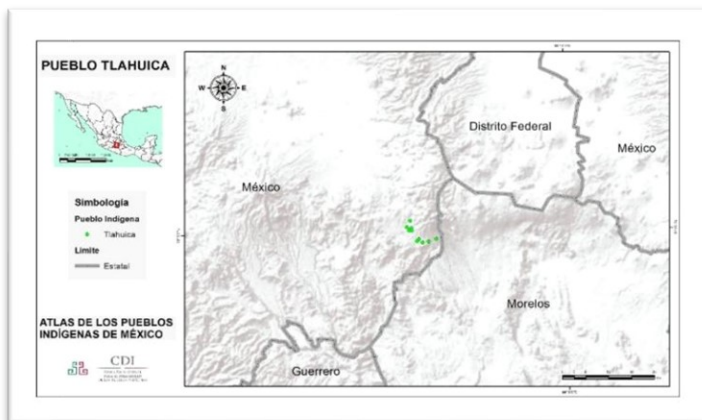 PUEBLO TLAHUICA
Simbología
Pueblo Indígena
Tlahuica
Límite
Estatal
ATLAS DE LOS PUEBLOS
INDÍGENAS DE MÉXICO
CDI
N
W
E
S
México
Distrito Federal
México
Morelos
Guerrero